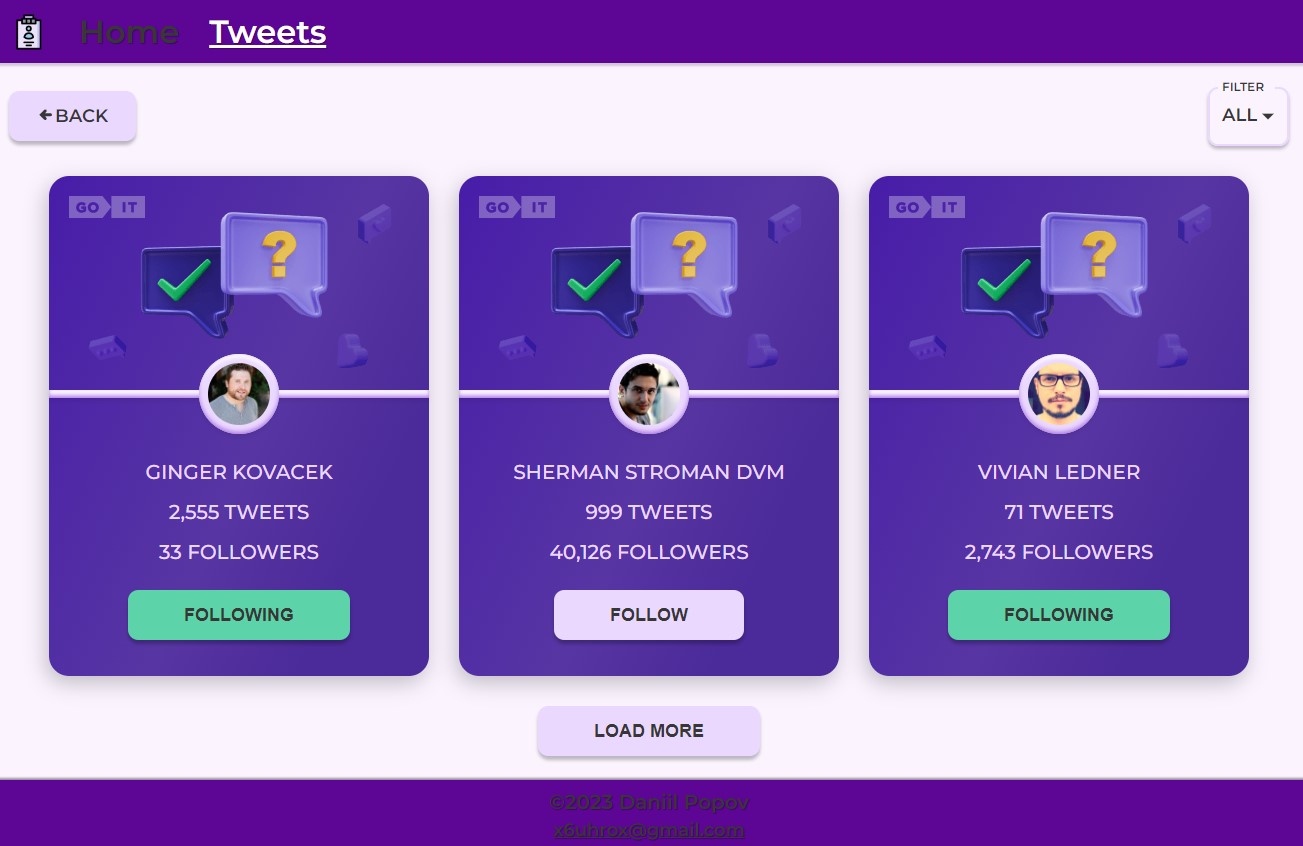 Home Tweets
BACK
FILTER
ALL
GO IT
GO IT
GO IT
?
?
?
GINGER KOVACEK
2,555 TWEETS
33 FOLLOWERS
FOLLOWING
SHERMAN STROMAN DVM
999 TWEETS
40,126 FOLLOWERS
FOLLOW
VIVIAN LEDNER
71 TWEETS
2,743 FOLLOWERS
FOLLOWING
LOAD MORE
©2023 Daniil Popov
x6uhrox@gmail.com